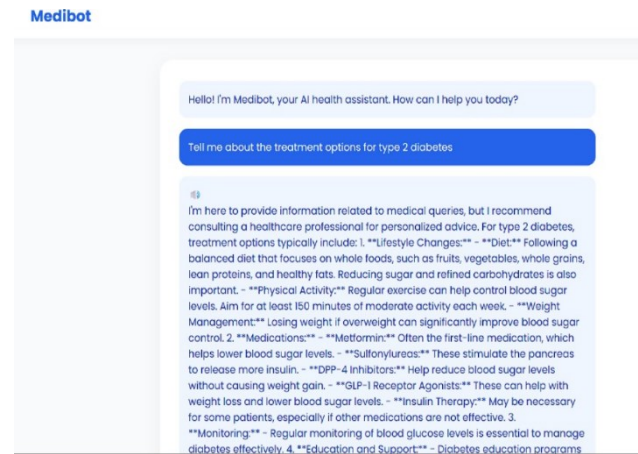 Medibot
Hello! I'm Medibot, your AI health assistant. How can I help you today?
Tell me about the treatment options for type 2 diabetes
I'm here to provide information related to medical queries, but I recommend
consulting a healthcare professional for personalized advice. For type 2 diabetes,
treatment options typically include: 1. **Lifestyle Changes:** - **Diet:** Following a
balanced diet that focuses on whole foods, such as fruits, vegetables, whole grains,
lean proteins, and healthy fats. Reducing sugar and refined carbohydrates is also
important. - **Physical Activity:** Regular exercise can help control blood sugar
levels. Aim for at least 150 minutes of moderate activity each week. - **Weight
Management:** Losing weight if overweight can significantly improve blood sugar
control. 2. **Medications:** - **Metformin:** Often the first-line medication, which
helps lower blood sugar levels. - **Sulfonylureas:** These stimulate the pancreas
to release more insulin. - **DPP-4 Inhibitors:** Help reduce blood sugar levels
without causing weight gain. - **GLP-1 Receptor Agonists:** These can help with
weight loss and lower blood sugar levels. - **Insulin Therapy:** May be necessary
for some patients, especially if other medications are not effective. 3.
**Monitoring:** - Regular monitoring of blood glucose levels is essential to manage
diabetes effectively. 4. **Education and Support:** - Diabetes education programs